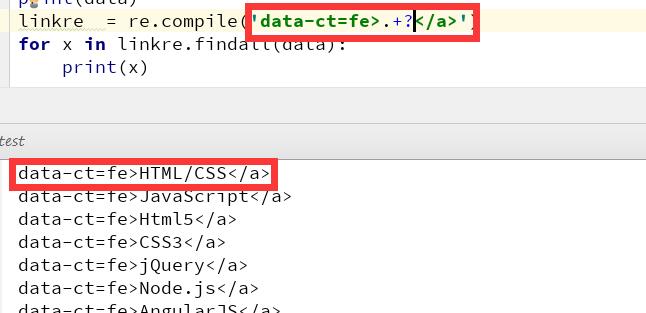 print(data)
linkre  = re.compile('data-ct=fe>.+?</a>')
for x in linkre.findall(data):
    print(x)
test
data-ct=fe>HTML/CSS</a>
data-ct=fe>JavaScript</a>
data-ct=fe>Html5</a>
data-ct=fe>CSS3</a>
data-ct=fe>jQuery</a>
data-ct=fe>Node.js</a>
data-ct=fe>AngularJS</a>